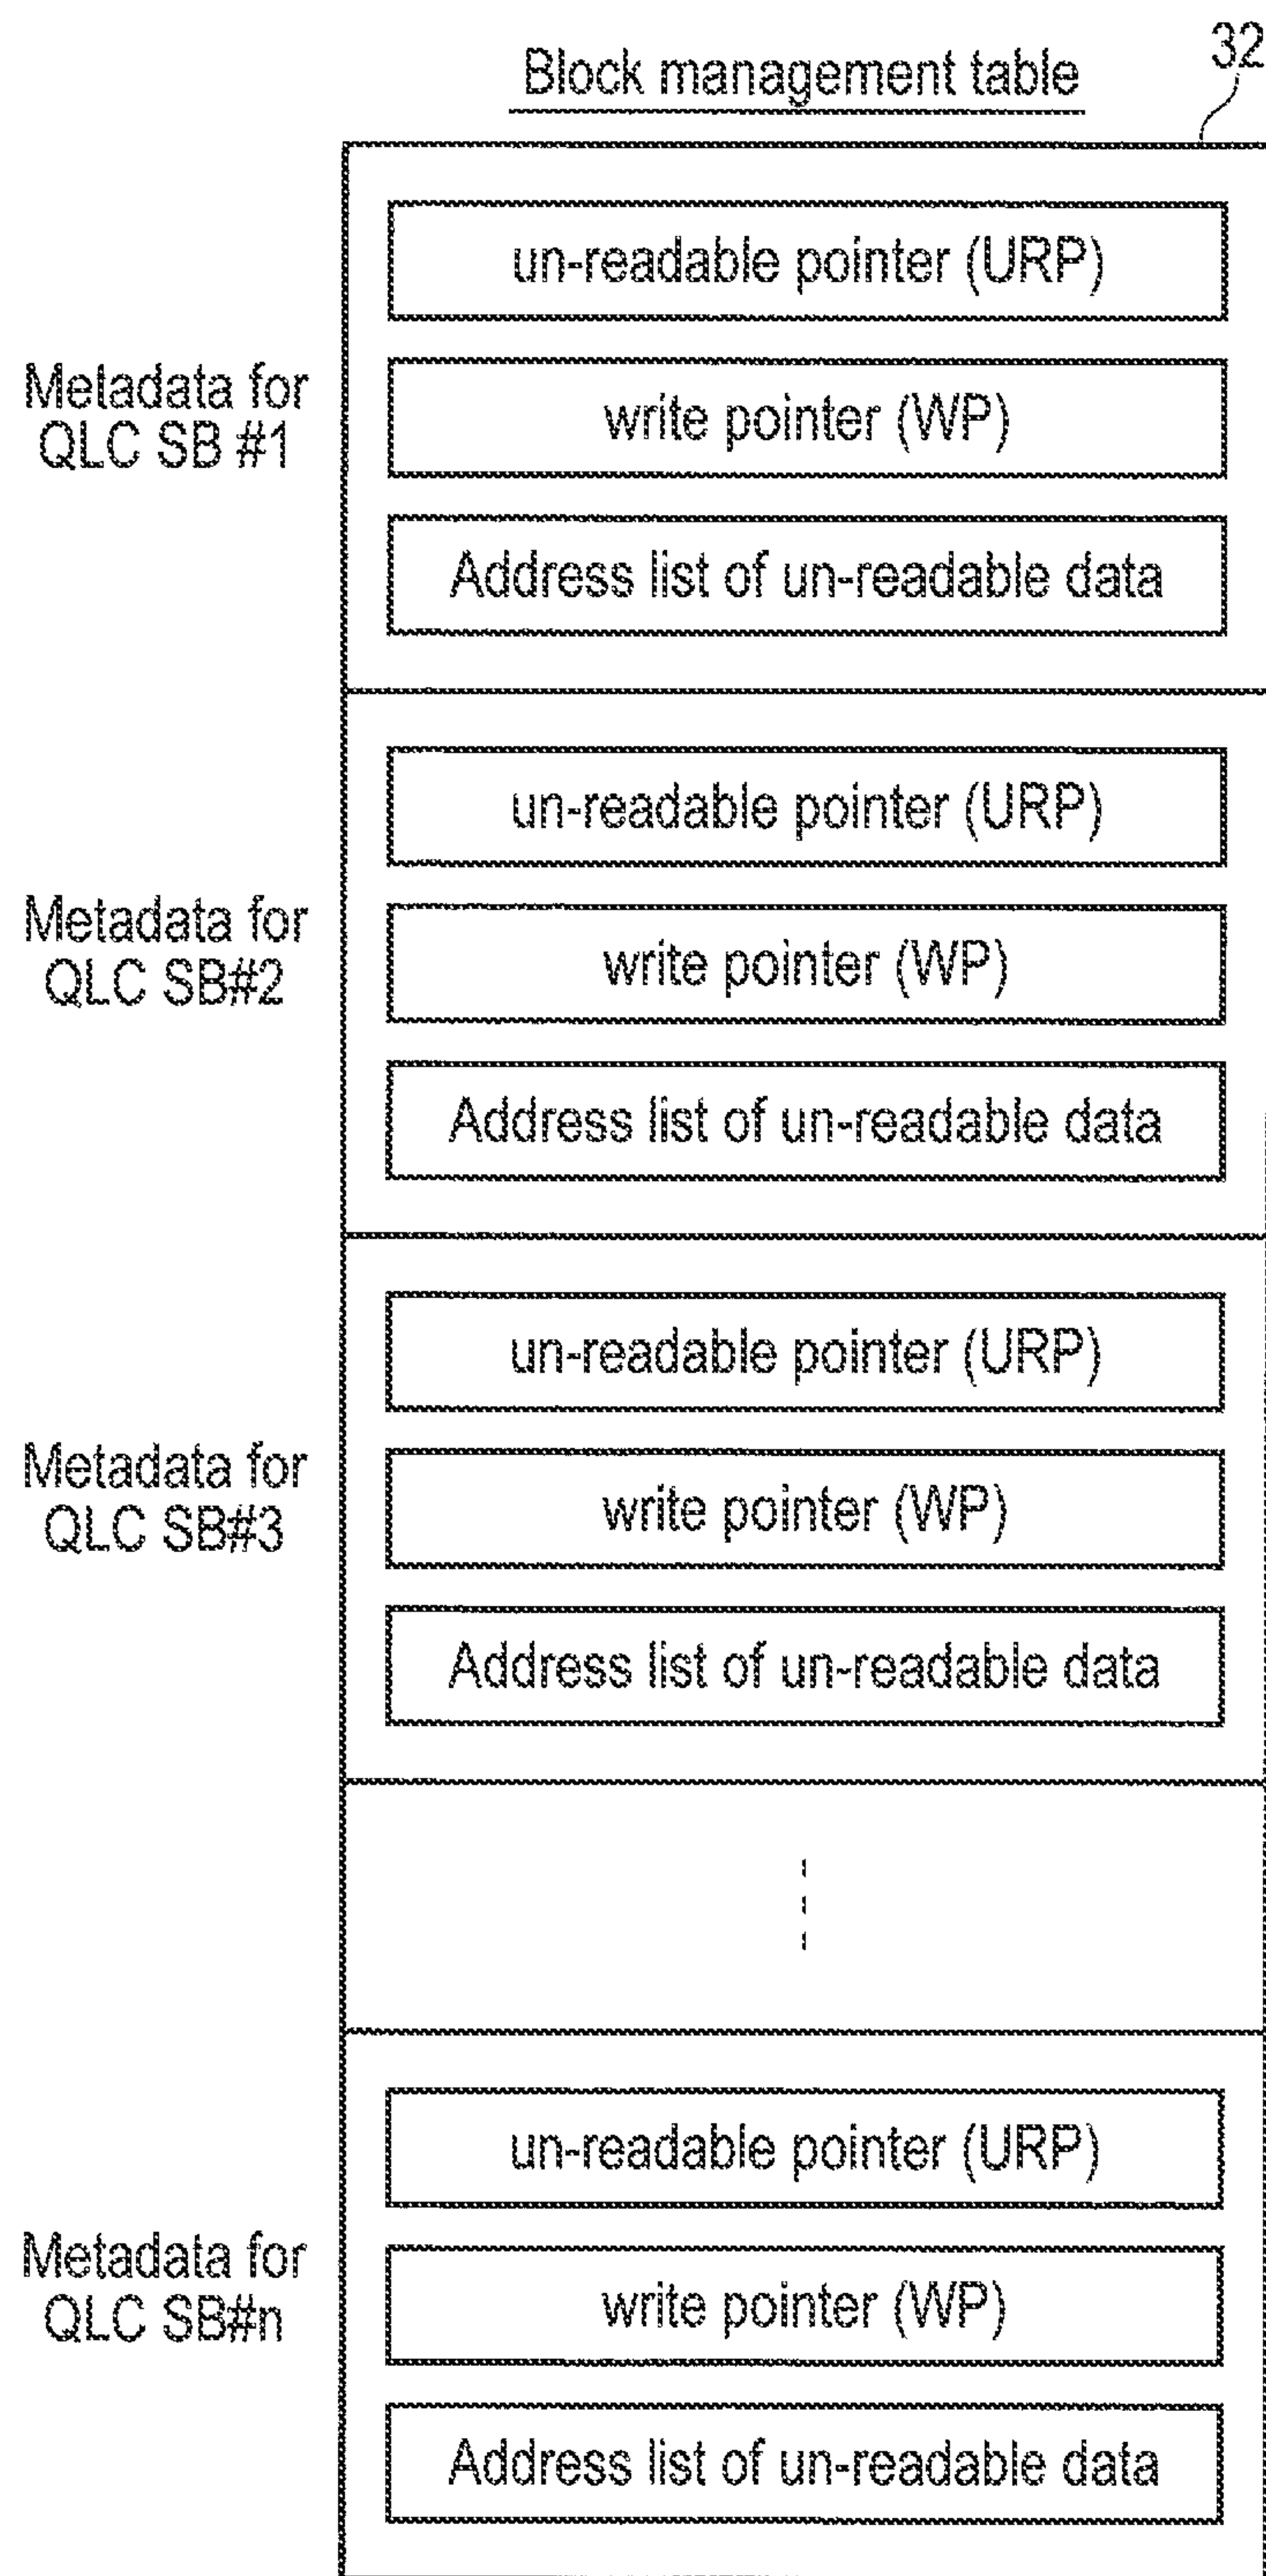 32
Block management table
Metadata for
QLC SB #1
un-readable pointer (URP)
write pointer (WP)
Address list of un-readable data
Metadata for
QLC SB#2
un-readable pointer (URP)
write pointer (WP)
Address list of un-readable data
Metadata for
QLC SB#3
un-readable pointer (URP)
write pointer (WP)
Address list of un-readable data
Metadata for
QLC SB#n
un-readable pointer (URP)
write pointer (WP)
Address list of un-readable data